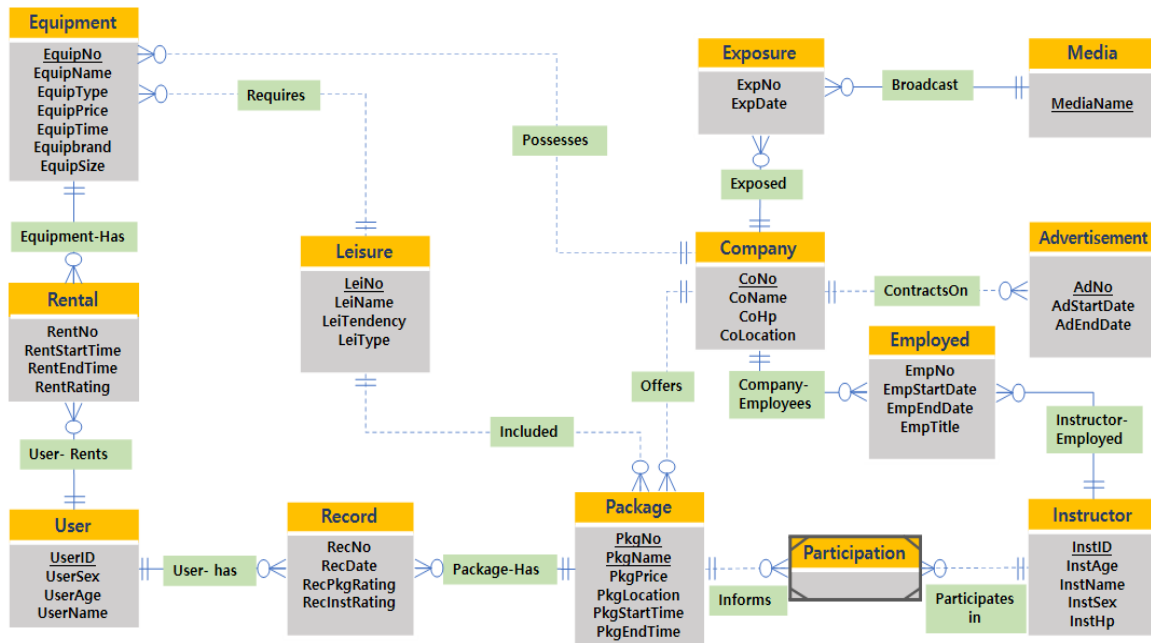 Equipment
EquipNo
EquipName
EquipType
EquipPrice
EquipTime
Equipbrand
EquipSize
Requires
Possesses
Exposure
ExpNo
ExpDate
Broadcast
Media
MediaName
Exposed
Equipment-Has
Leisure
LeiNo
LeiName
LeiTendency
LeiType
Company
CoNo
CoName
CoHp
CoLocation
ContractsOn
Advertisement
AdNo
AdStartDate
AdEndDate
Rental
RentNo
RentStartTime
RentEndTime
RentRating
Offers
Company-
Employees
Employed
EmpNo
EmpStartDate
EmpEndDate
EmpTitle
Instructor-
Employed
Included
User- Rents
User
UserID
UserSex
UserAge
UserName
User- has
Record
RecNo
RecDate
RecPkgRating
RecInstRating
Package-Has
Package
PkgNo
PkgName
PkgPrice
PkgLocation
PkgStartTime
PkgEndTime
Informs
Participation
Participates
in
Instructor
InstID
InstAge
InstName
InstSex
InstHp